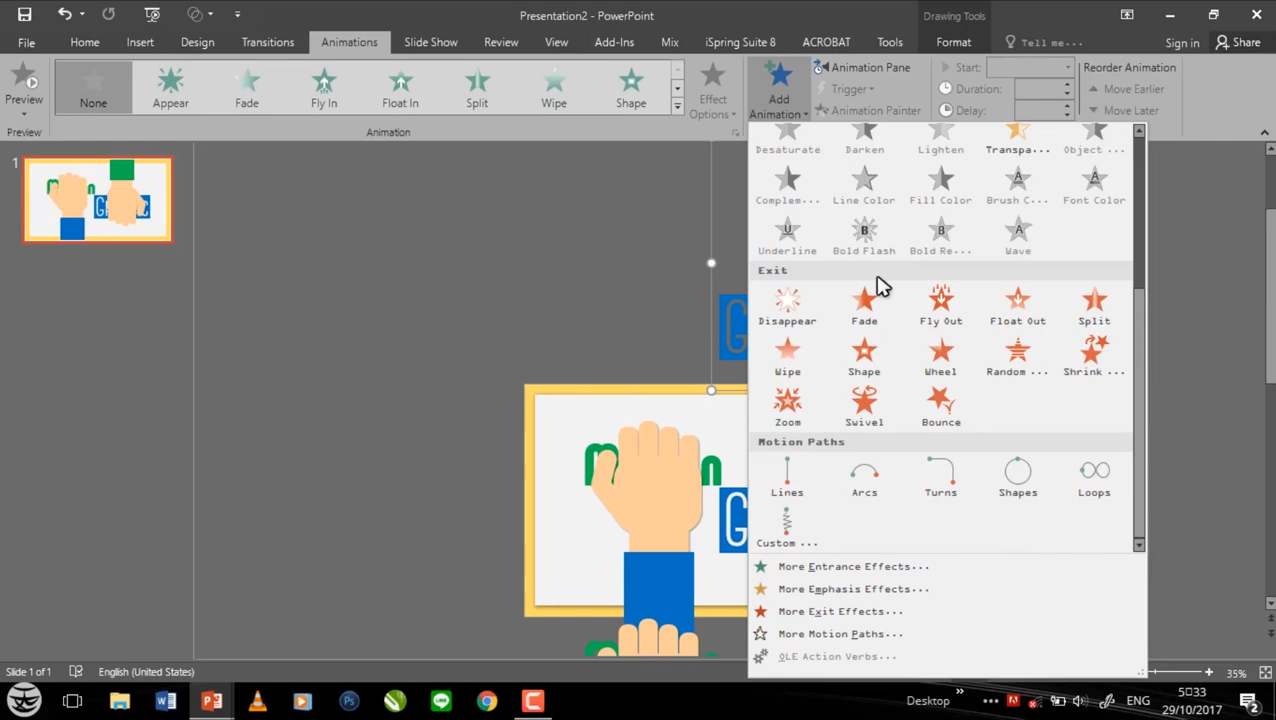 Presentation2 - PowerPoint
Drawing Tools
File Home Insert Design Transitions Animations Slide Show Review View Add-Ins Mix iSpring Suite 8 ACROBAT Tools Format Tell me... Sign in Share
Preview
Preview
None Appear Fade Fly In Float In Split Wipe Shape
Animation
Effect
Options
Add
Animation
Animation Pane
Trigger
Animation Painter
Start:
Duration:
Delay:
Reorder Animation
Move Earlier
Move Later
Desaturate Darken Lighten Transpa... Object ...
Complem... Line Color Fill Color Brush C... Font Color
Underline Bold Flash Bold Re... Wave
Exit
Disappear Fade Fly Out Float Out Split
Wipe Shape Wheel Random ... Shrink ...
Zoom Swivel Bounce
Motion Paths
Lines Arcs Turns Shapes Loops
Custom ...
More Entrance Effects...
More Emphasis Effects...
More Exit Effects...
More Motion Paths...
OLE Action Verbs...
1
Slide 1 of 1 English (United States)
35%
Desktop
ENG
29/10/2017
2